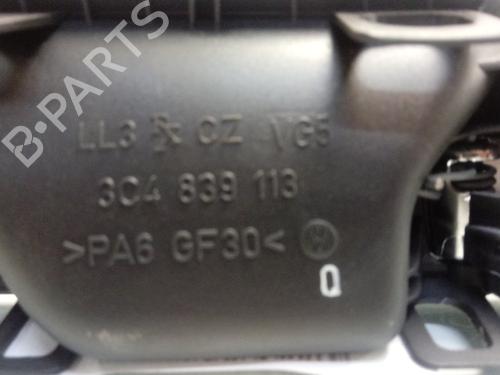 B-PARTS
LL3 CZ VG5
3C4 839 113
>PA6 GF30<
Q